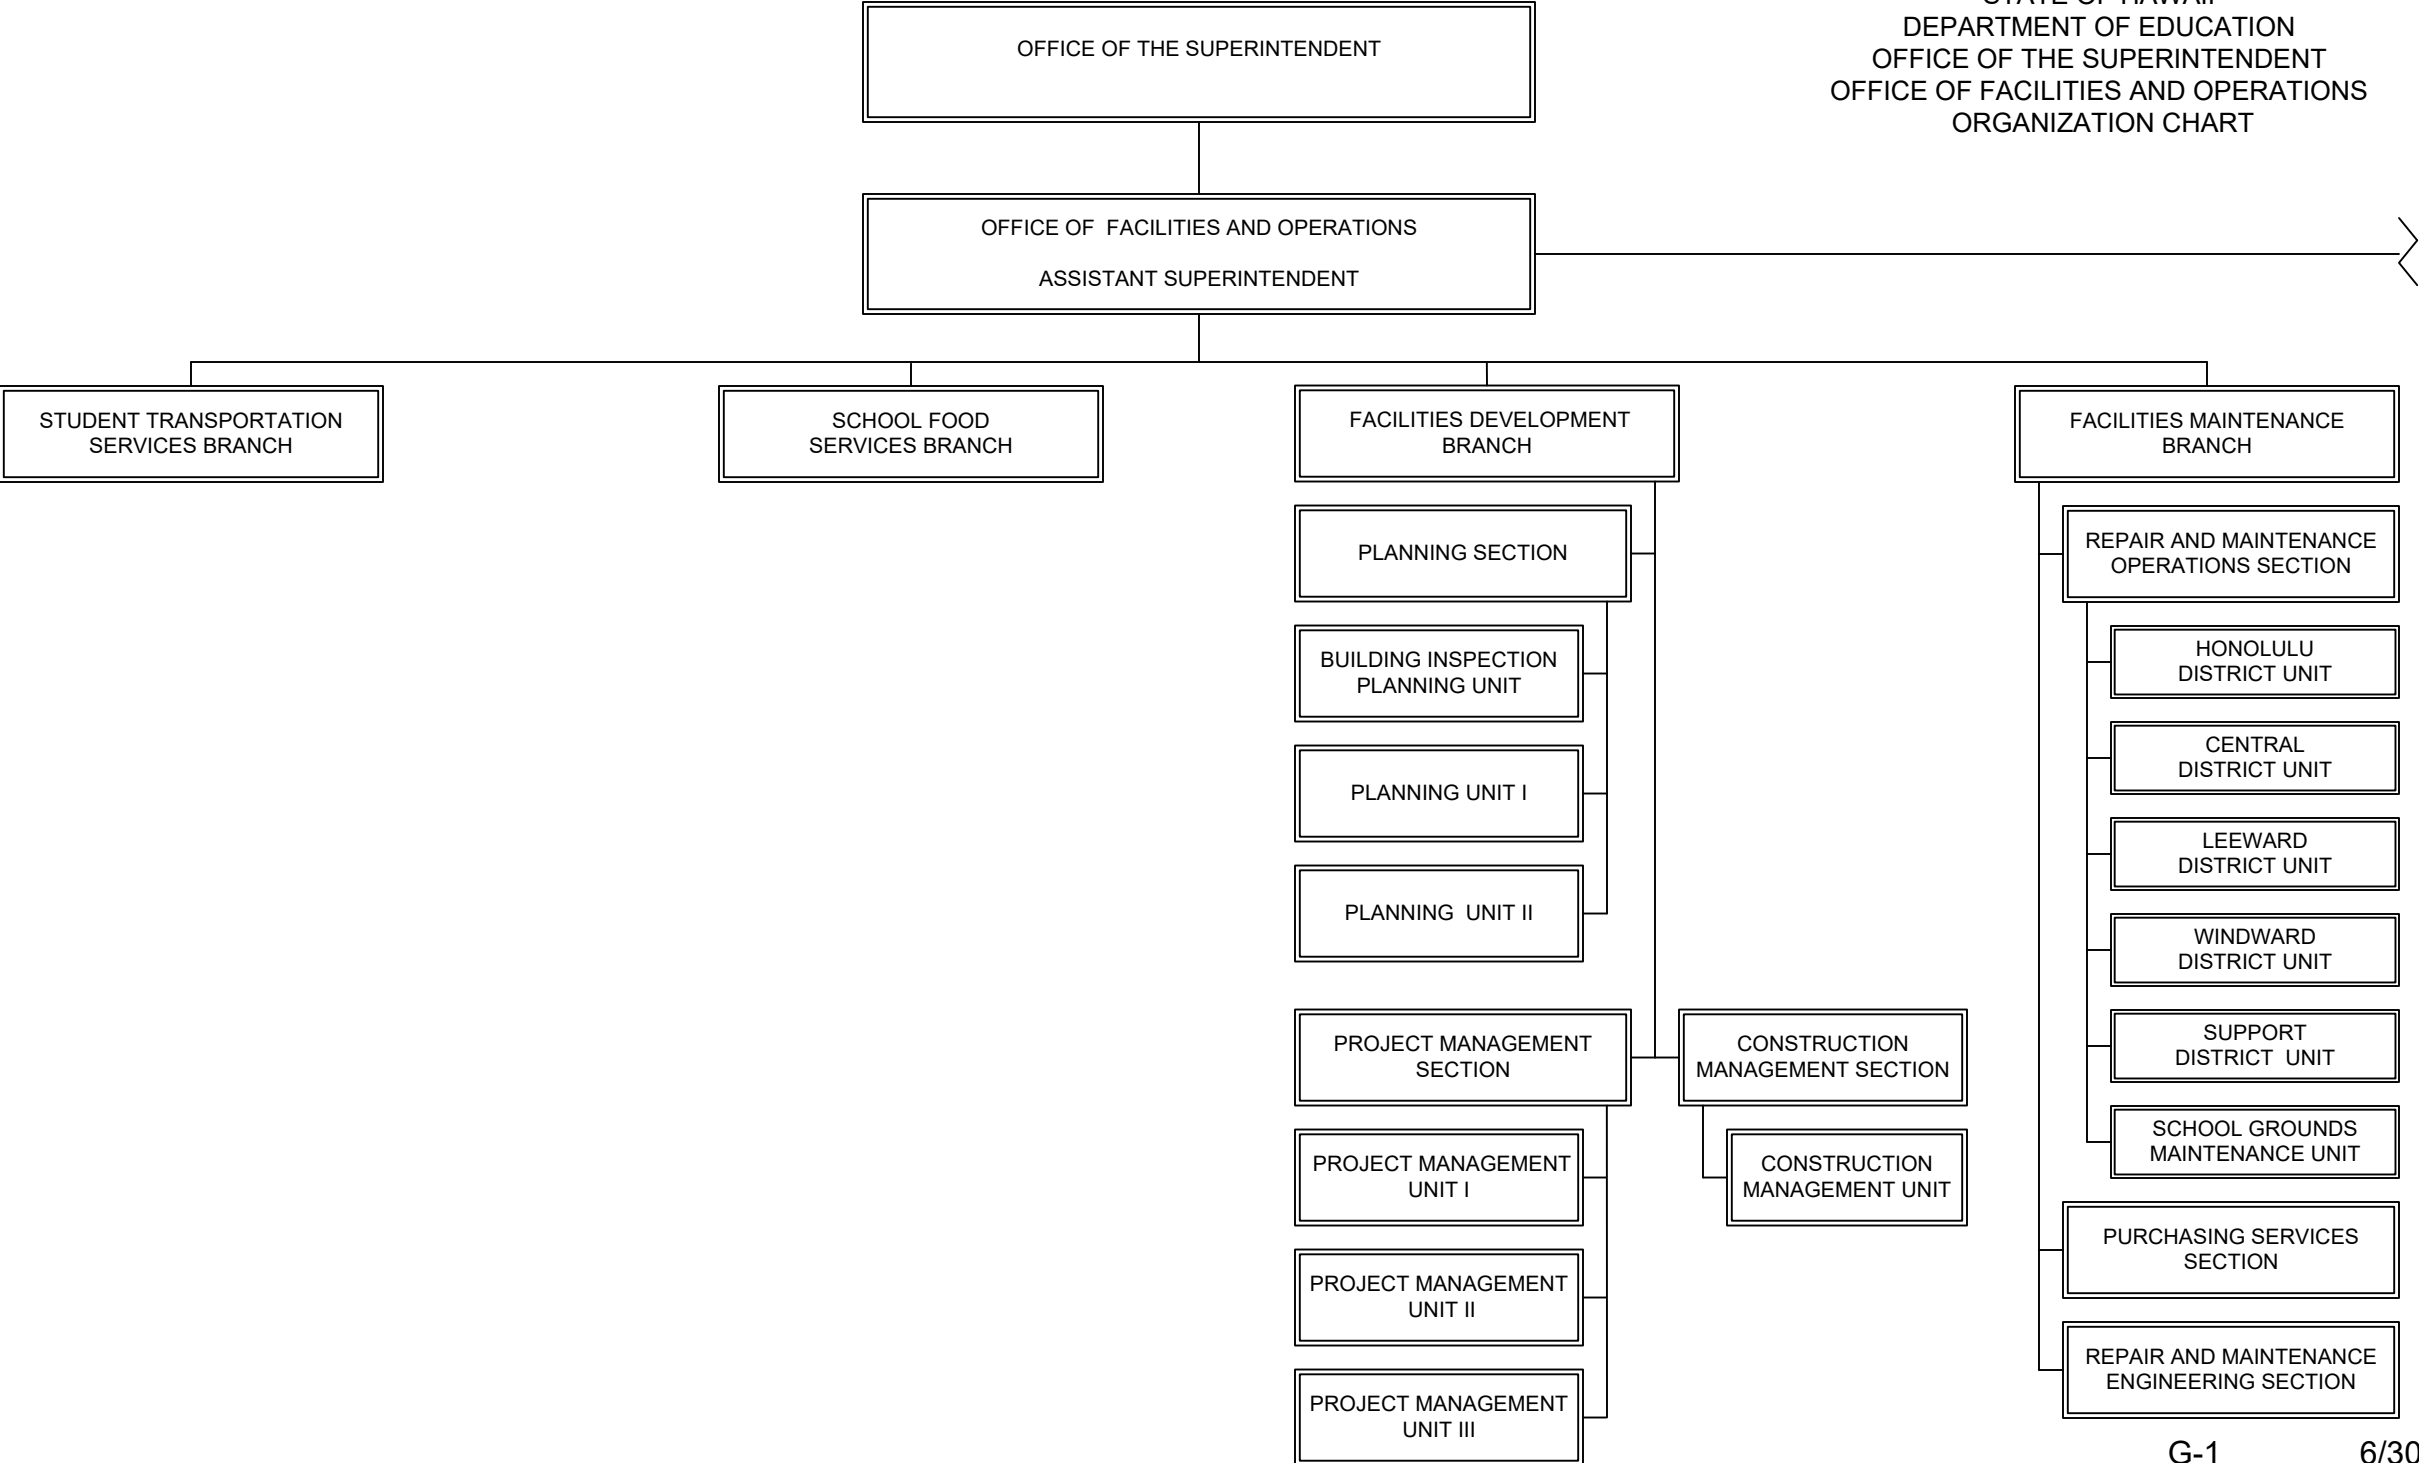 STATE OF HAWAII
DEPARTMENT OF EDUCATION
OFFICE OF THE SUPERINTENDENT
OFFICE OF FACILITIES AND OPERATIONS
ORGANIZATION CHART
OFFICE OF THE SUPERINTENDENT
OFFICE OF FACILITIES AND OPERATIONS
ASSISTANT SUPERINTENDENT
STUDENT TRANSPORTATION
SERVICES BRANCH
SCHOOL FOOD
SERVICES BRANCH
FACILITIES DEVELOPMENT
BRANCH
PLANNING SECTION
BUILDING INSPECTION
PLANNING UNIT
PLANNING UNIT I
PLANNING UNIT II
PROJECT MANAGEMENT
SECTION
PROJECT MANAGEMENT
UNIT I
PROJECT MANAGEMENT
UNIT II
PROJECT MANAGEMENT
UNIT III
CONSTRUCTION
MANAGEMENT SECTION
CONSTRUCTION
MANAGEMENT UNIT
FACILITIES MAINTENANCE
BRANCH
REPAIR AND MAINTENANCE
OPERATIONS SECTION
HONOLULU
DISTRICT UNIT
CENTRAL
DISTRICT UNIT
LEEWARD
DISTRICT UNIT
WINDWARD
DISTRICT UNIT
SUPPORT
DISTRICT UNIT
SCHOOL GROUNDS
MAINTENANCE UNIT
PURCHASING SERVICES
SECTION
REPAIR AND MAINTENANCE
ENGINEERING SECTION
G-1 6/30